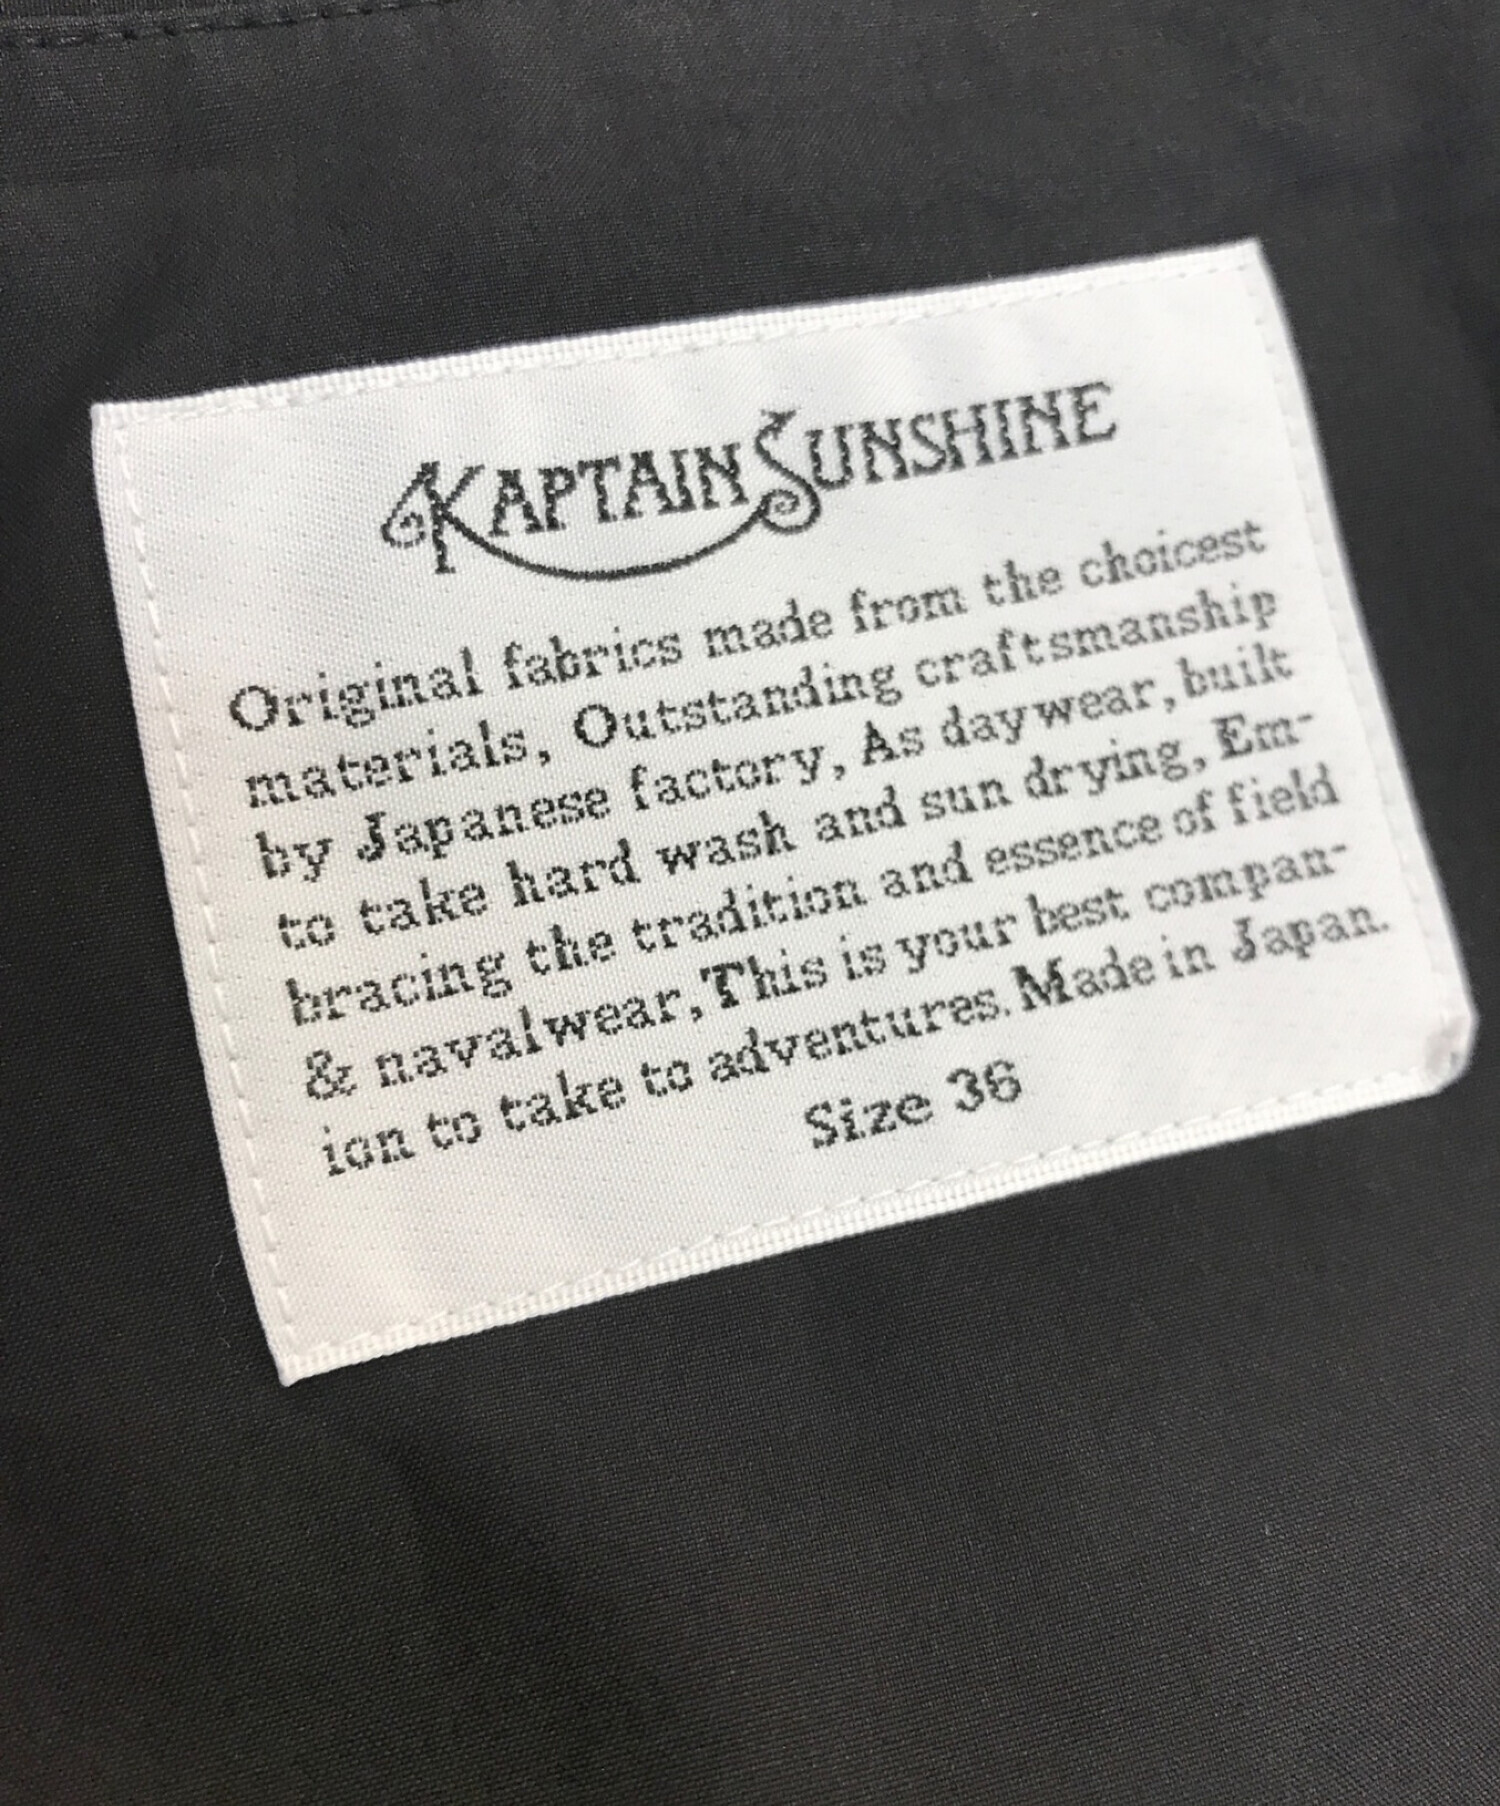 KAPTAIN SUNSHINE
Original fabrics made from the choicest
materials, Outstanding craftsmanship
by Japanese factory, As daywear, built
to take hard wash and sun drying, Em-
bracing the tradition and essence of field
& navalwear, This is your best compan-
ion to take to adventures. Made in Japan.
Size 36